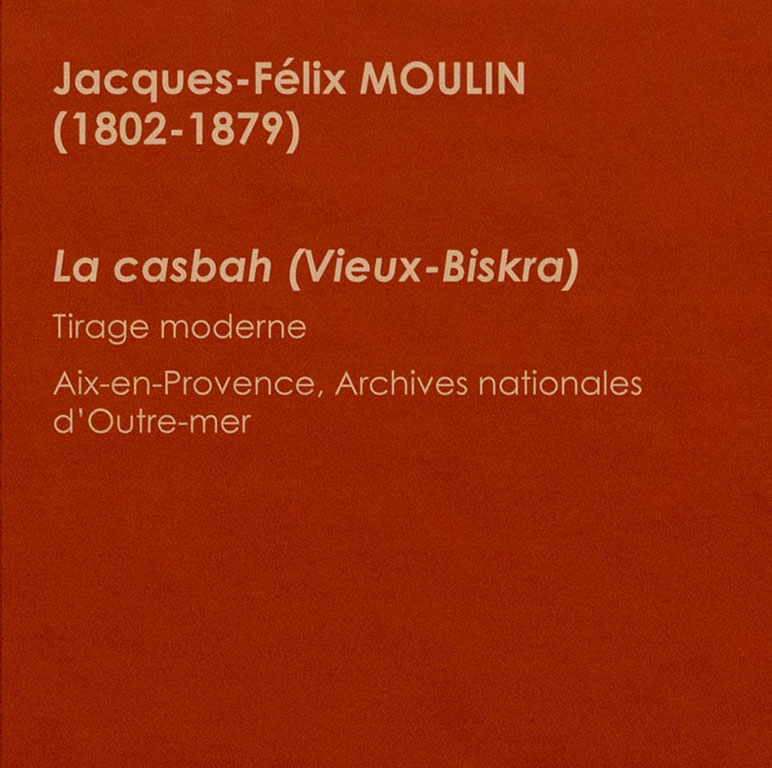 Jacques-Félix MOULIN
(1802-1879)
La casbah (Vieux-Biskra)
Tirage moderne
Aix-en-Provence, Archives nationales
d’Outre-mer